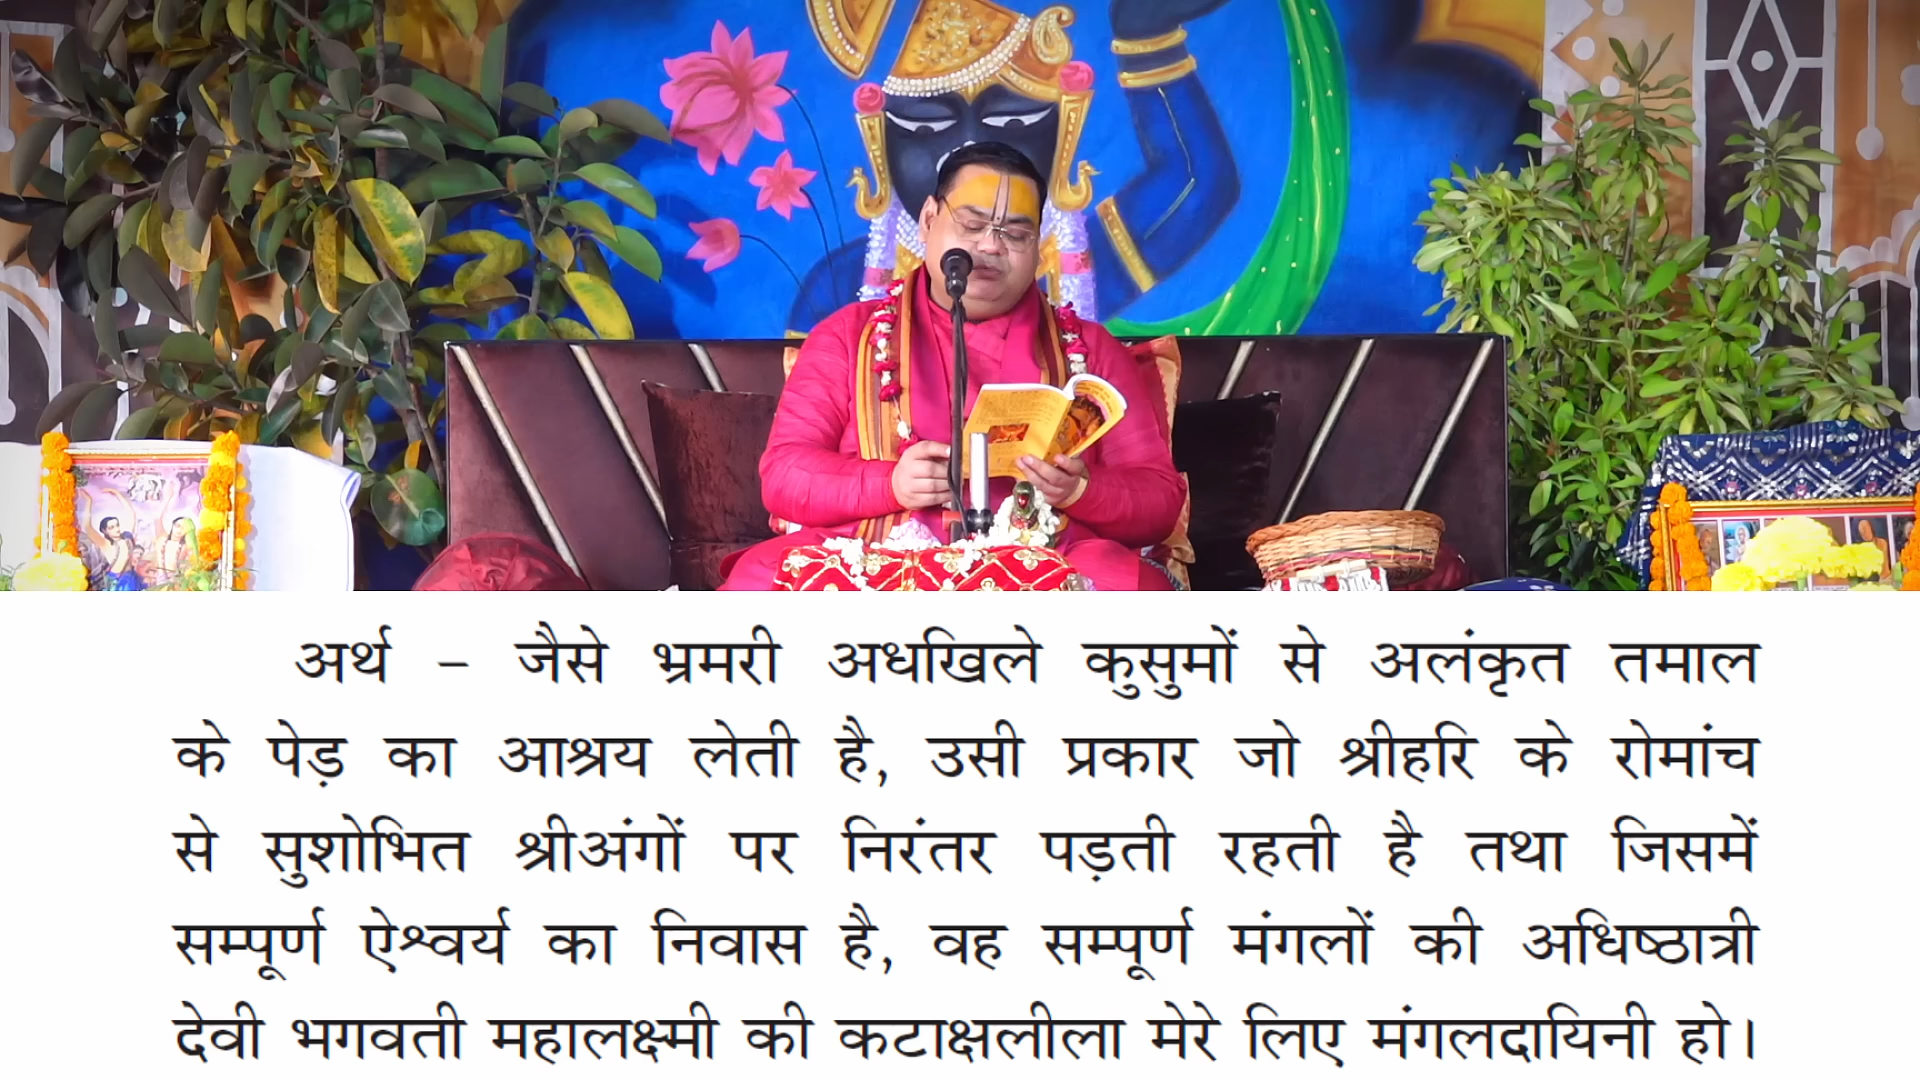 अर्थ – जैसे भ्रमरी अधखिले कुसुमों से अलंकृत तमाल
के पेड़ का आश्रय लेती है, उसी प्रकार जो श्रीहरि के रोमांच
से सुशोभित श्रीअंगों पर निरंतर पड़ती रहती है तथा जिसमें
सम्पूर्ण ऐश्वर्य का निवास है, वह सम्पूर्ण मंगलों की अधिष्ठात्री
देवी भगवती महालक्ष्मी की कटाक्षलीला मेरे लिए मंगलदायिनी हो।